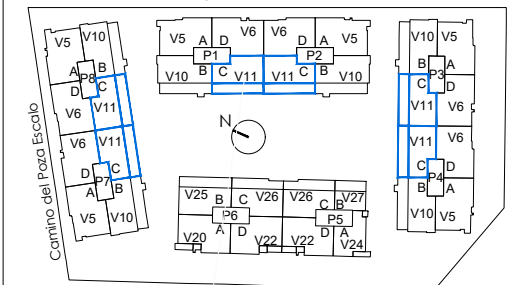 V5 V10
A
P8
B
D
C
V6 V11
V6 V11
D
P7
C
A
B
V5 V10
Camino del Poza Escalo
V5 A D V6 V6 A D V5
P1 P2
V10 B C V11 V11 C B V10
N
V25 B C V26 V26 C B V27
P6 P5
V20 A D V22 V22 D A V24
V10 V5
B A
P3
C D
V11 V6
V11 V6
C D
P4
B A
V10 V5